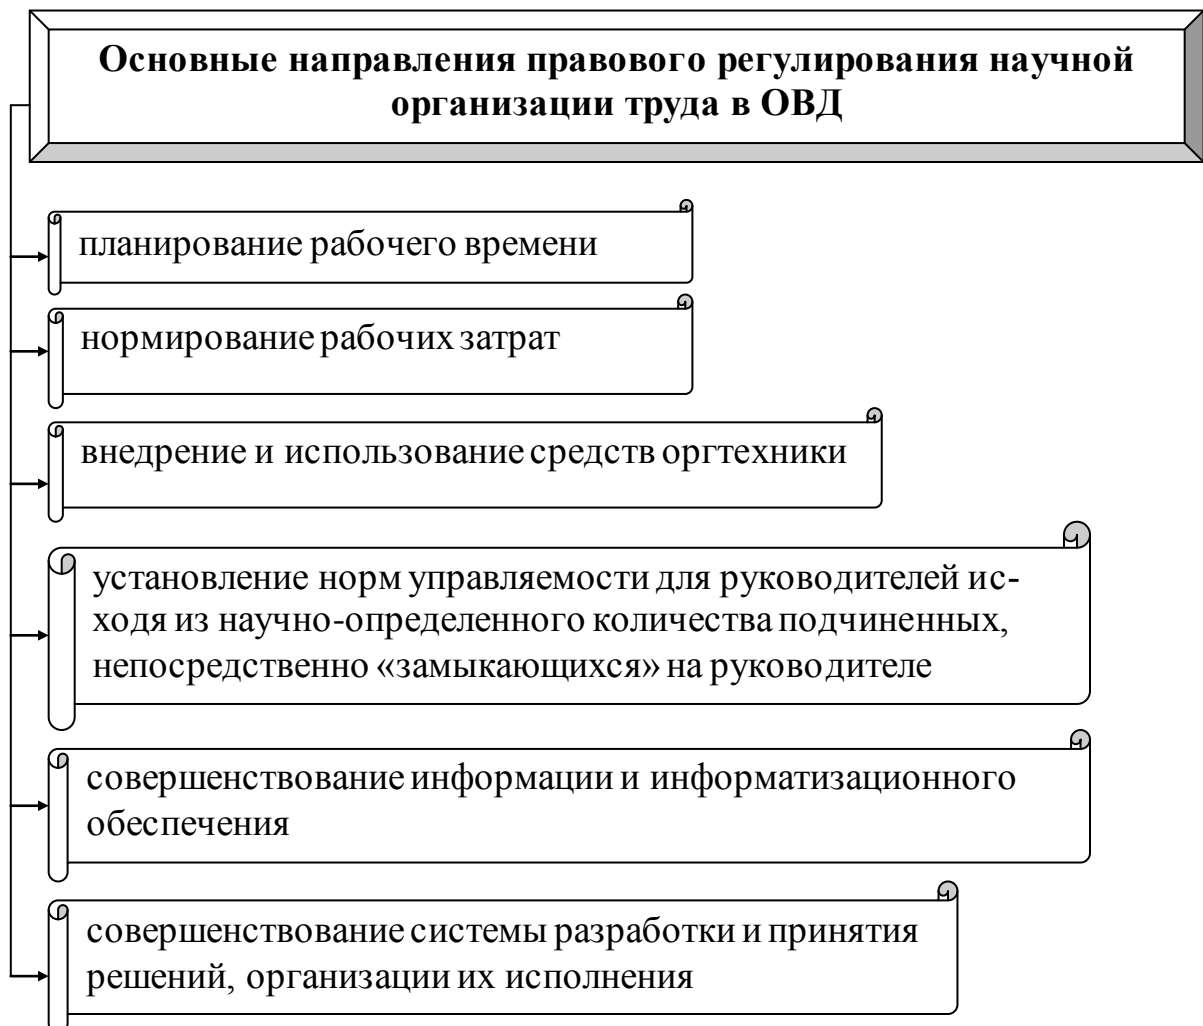 Основные направления правового регулирования научной
организации труда в ОВД
планирование рабочего времени
нормирование рабочих затрат
внедрение и использование средств оргтехники
установление норм управляемости для руководителей ис-
ходя из научно-определенного количества подчиненных,
непосредственно «замыкающихся» на руководителе
совершенствование информации и информатизационного
обеспечения
совершенствование системы разработки и принятия
решений, организации их исполнения